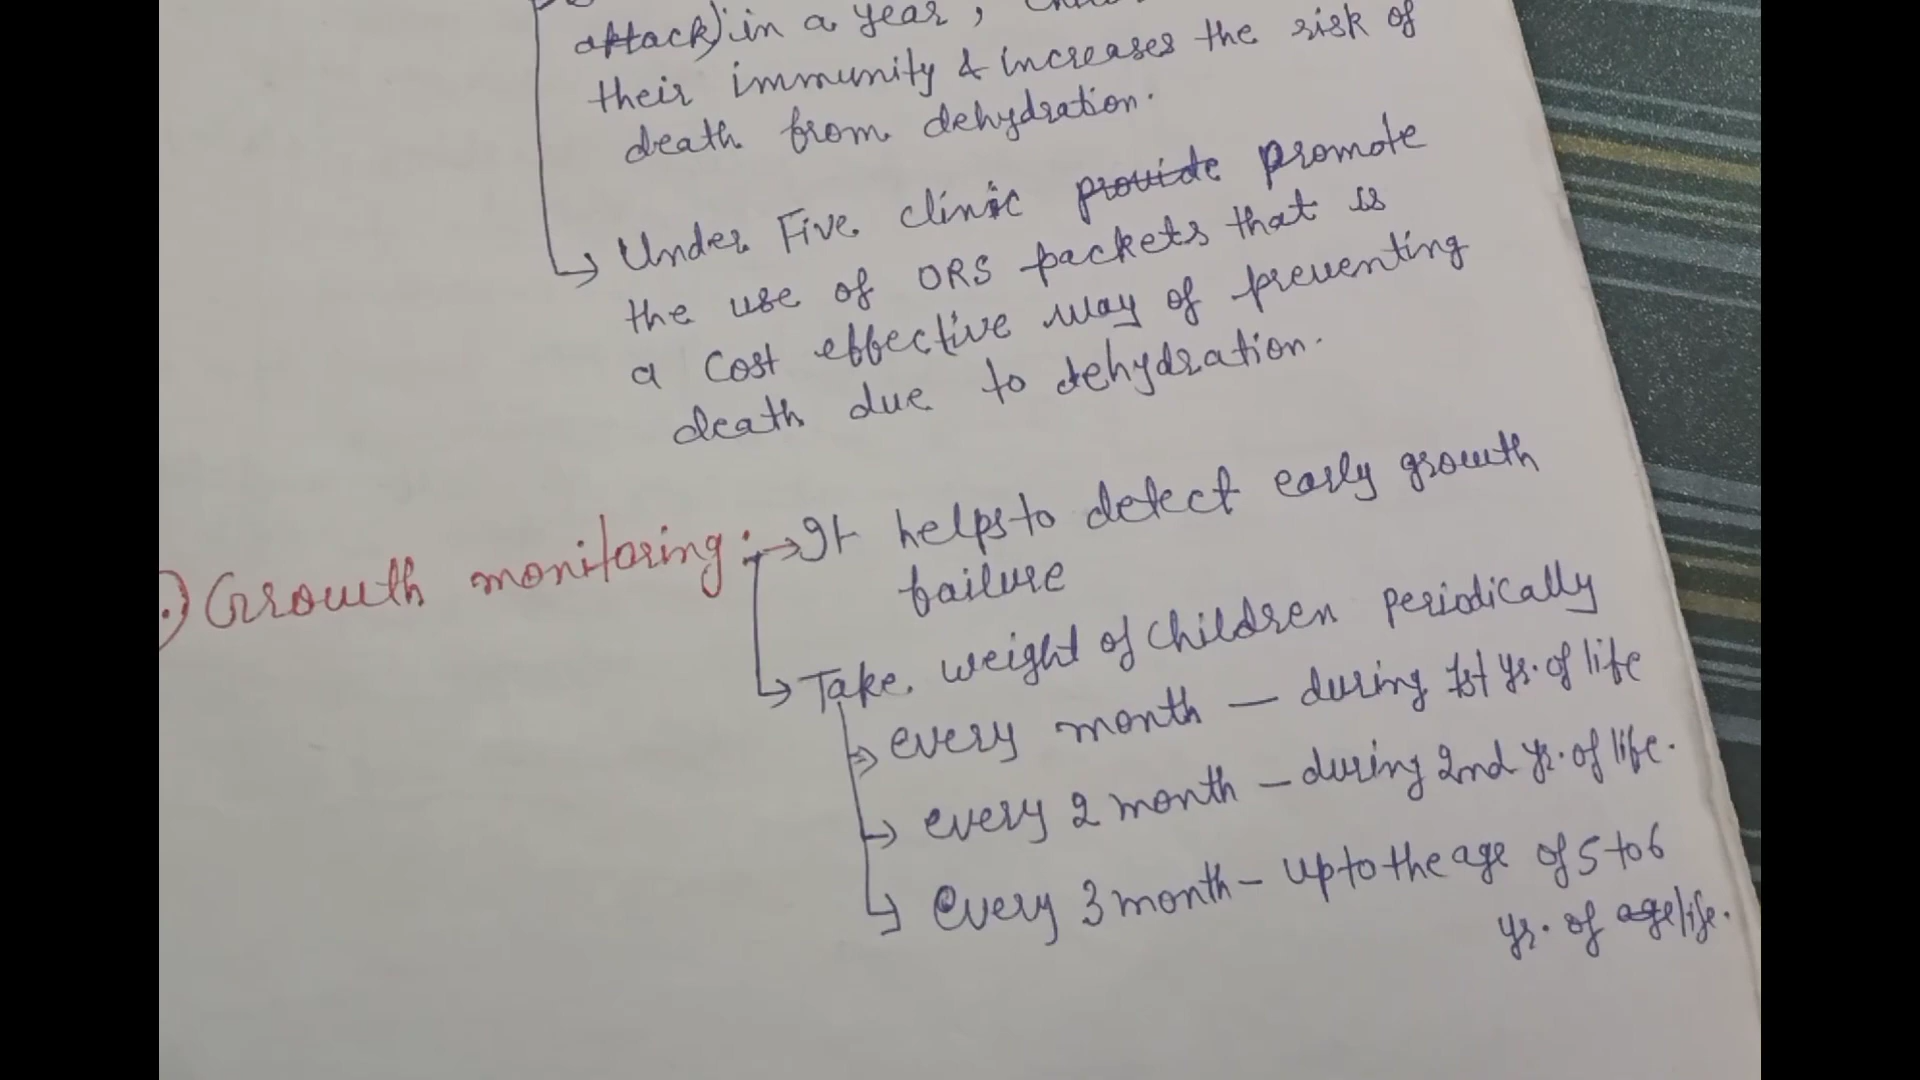 attack) in a year,
their immunity & increases the risk of
death from dehydration.
Under Five clinic provide promote
the use of ORS packets that is
a cost effective way of preventing
death due to dehydration.
.) Growth monitoring :→ It helps to detect early growth
failure
→ Take weight of children periodically
→ every month — during 1st yr. of life
→ every 2 month — during 2nd yr. of life.
→ every 3 month — up to the age of 5 to 6
yr. of age life.